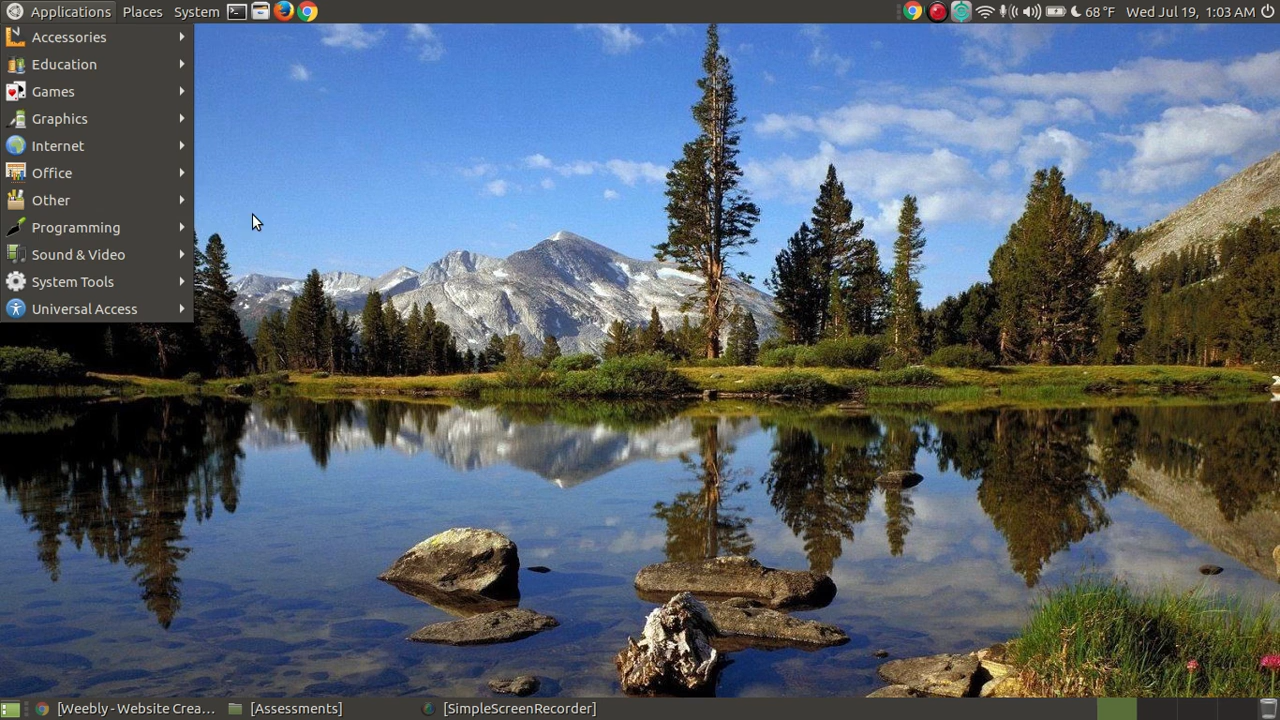 Applications Places System 68 °F Wed Jul 19, 1:03 AM
Accessories
Education
Games
Graphics
Internet
Office
Other
Programming
Sound & Video
System Tools
Universal Access
[Weebly - Website Crea... [Assessments] [SimpleScreenRecorder]